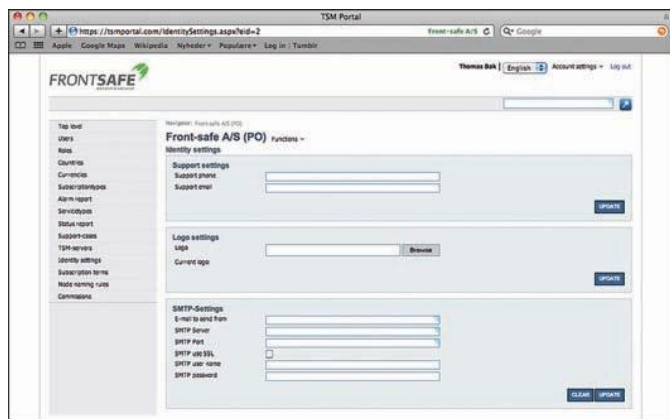 TSM Portal
https://tsmportal.com/IdentitySettings.aspx?eid=2
Front-safe A/S
Google
Apple Google Maps Wikipedia Nyheder Populære Log in | Tumblr
FRONTSAFE
Thomas Bak | English Account settings Log out
Top level
Users
Roles
Countries
Currencies
Subscriptiontypes
Alarm report
Servicetypes
Status report
Support-cases
TSM-servers
Identity settings
Subscription terms
Node naming rules
Commissions
Navigator: Front-safe A/S (PO)
Front-safe A/S (PO) Functions
Identity settings
Support settings
Support phone
Support email
UPDATE
Logo settings
Logo
Browse
Current logo
UPDATE
SMTP-Settings
E-mail to send from
SMTP Server
SMTP Port
SMTP use SSL
SMTP user name
SMTP password
CLEAR UPDATE